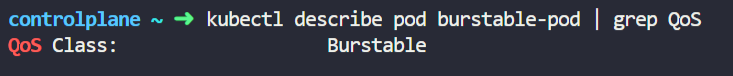 controlplane ~ ➜ kubectl describe pod burstable-pod | grep QoS
QoS Class:                   Burstable